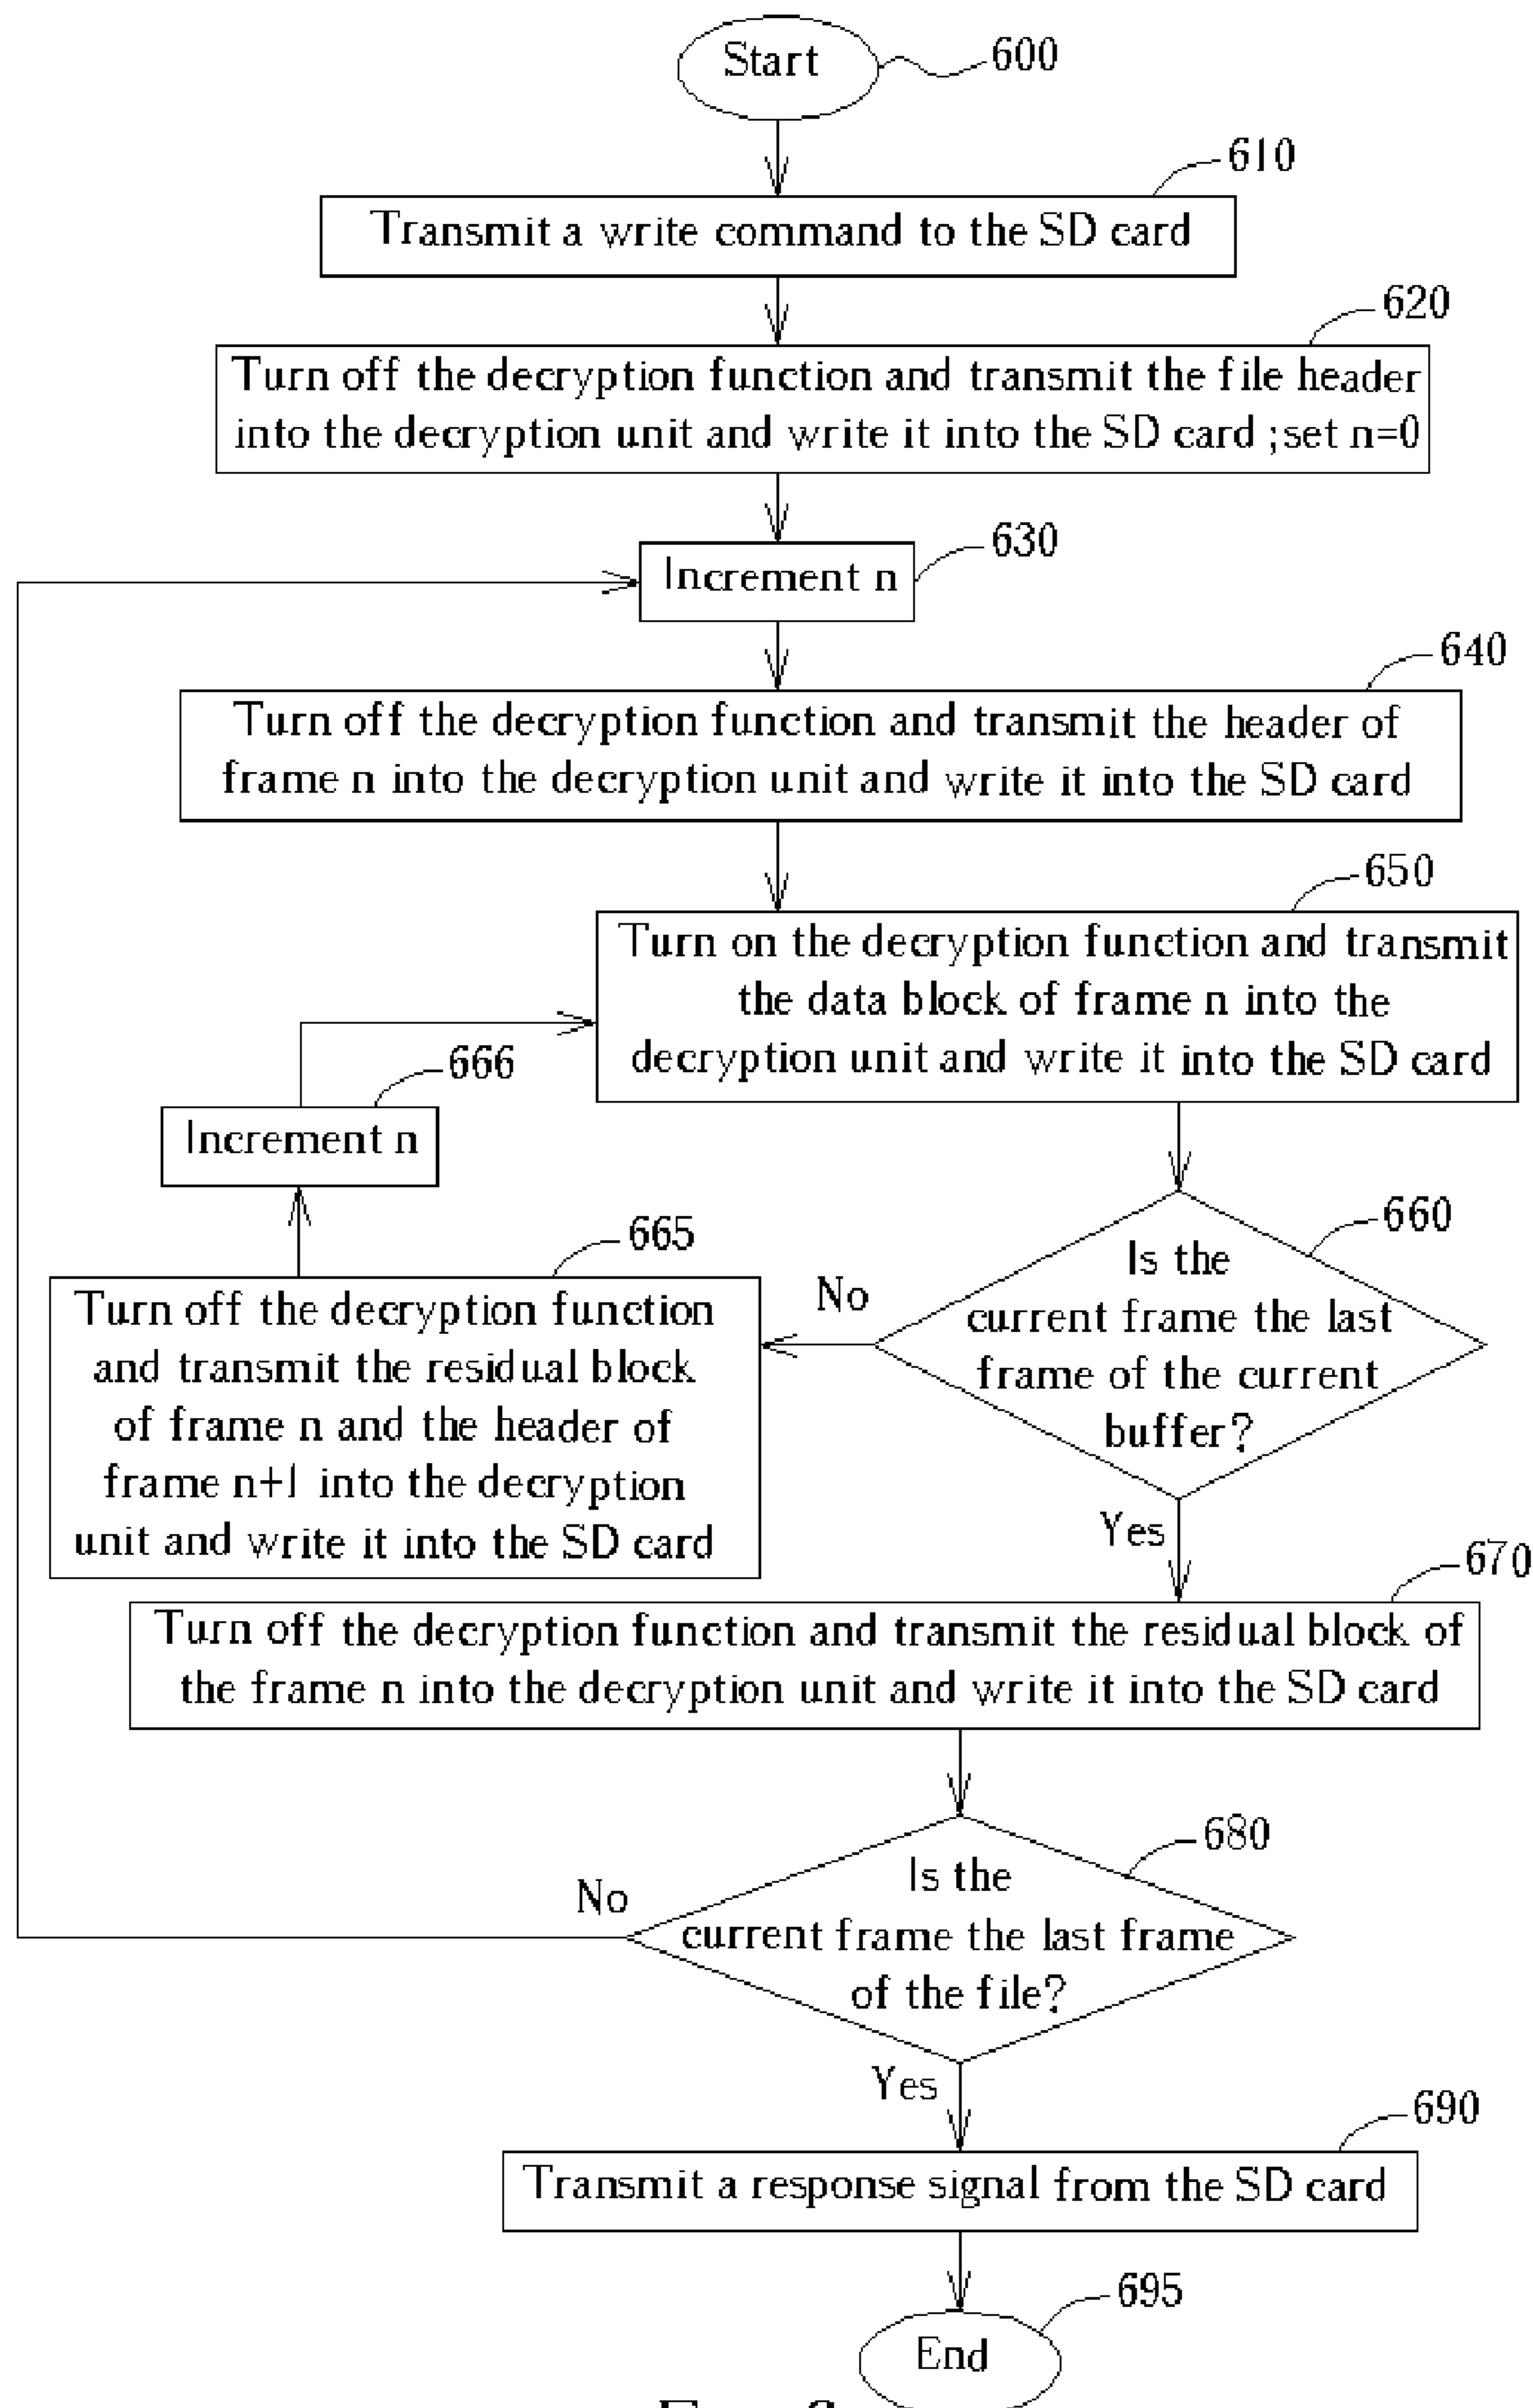 Start
600
610
Transmit a write command to the SD card
620
Turn off the decryption function and transmit the file header
into the decryption unit and write it into the SD card ;set n=0
630
Increment n
640
Turn off the decryption function and transmit the header of
frame n into the decryption unit and write it into the SD card
650
Turn on the decryption function and transmit
the data block of frame n into the
decryption unit and write it into the SD card
666
Increment n
660
Is the
current frame the last
frame of the current
buffer?
No
665
Turn off the decryption function
and transmit the residual block
of frame n and the header of
frame n+1 into the decryption
unit and write it into the SD card
Yes
670
Turn off the decryption function and transmit the residual block of
the frame n into the decryption unit and write it into the SD card
680
Is the
current frame the last frame
of the file?
No
Yes
690
Transmit a response signal from the SD card
695
End